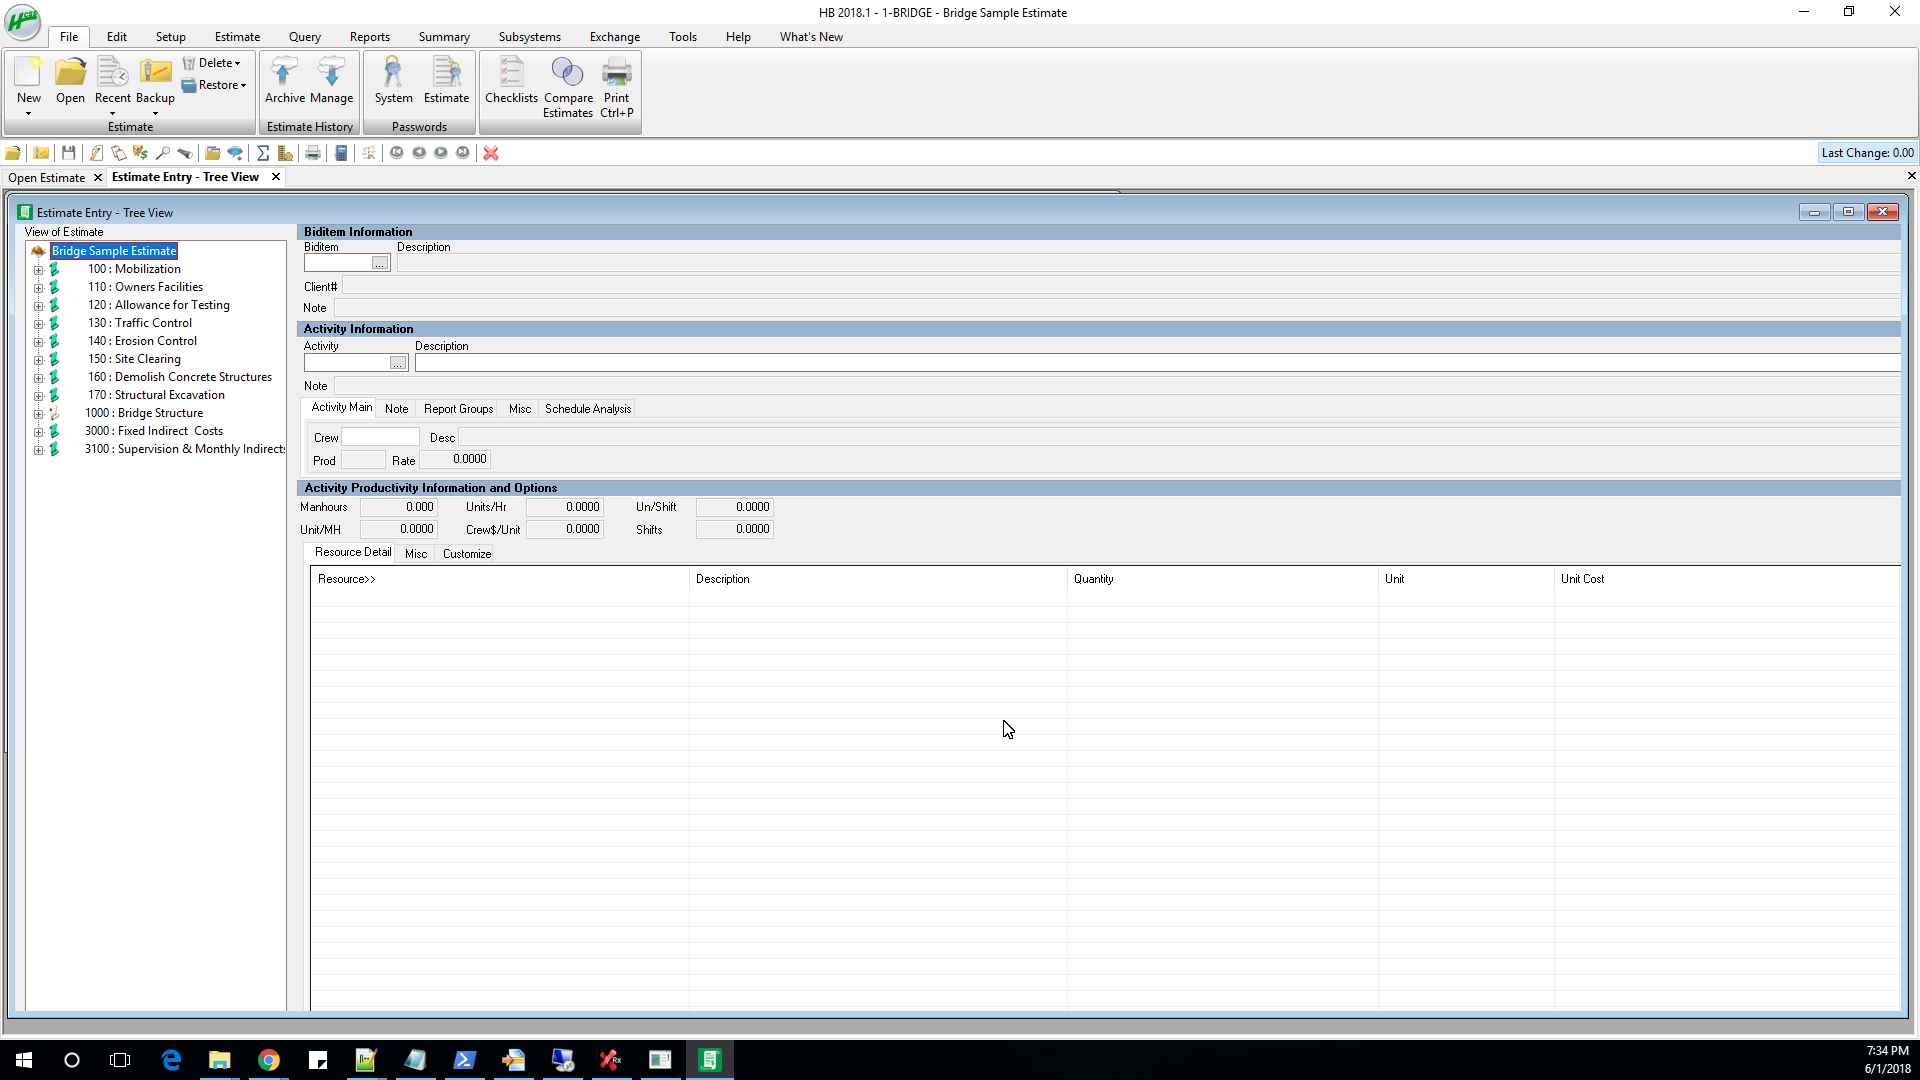 HB 2018.1 - 1-BRIDGE - Bridge Sample Estimate
File Edit Setup Estimate Query Reports Summary Subsystems Exchange Tools Help What's New
New Open Recent Backup Delete Restore
Archive Manage
System Estimate
Checklists Compare Estimates Print Ctrl+P
Estimate Estimate History Passwords
Last Change: 0.00
Open Estimate Estimate Entry - Tree View
Estimate Entry - Tree View
View of Estimate
Bridge Sample Estimate
100 : Mobilization
110 : Owners Facilities
120 : Allowance for Testing
130 : Traffic Control
140 : Erosion Control
150 : Site Clearing
160 : Demolish Concrete Structures
170 : Structural Excavation
1000 : Bridge Structure
3000 : Fixed Indirect Costs
3100 : Supervision & Monthly Indirects
Biditem Information
Biditem Description
...
Client#
Note
Activity Information
Activity Description
...
Note
Activity Main Note Report Groups Misc Schedule Analysis
Crew Desc
Prod Rate 0.0000
Activity Productivity Information and Options
Manhours 0.000 Units/Hr 0.0000 Un/Shift 0.0000
Unit/MH 0.0000 Crew$/Unit 0.0000 Shifts 0.0000
Resource Detail Misc Customize
Resource>> Description Quantity Unit Unit Cost
7:34 PM
6/1/2018